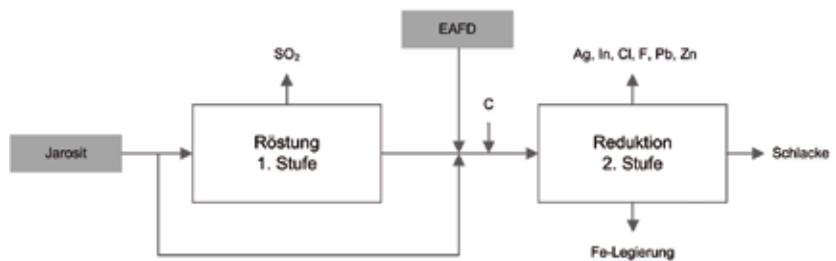 EAFD
SO₂
Ag, In, Cl, F, Pb, Zn
C
Jarosit
Röstung
1. Stufe
Reduktion
2. Stufe
Schlacke
Fe-Legierung